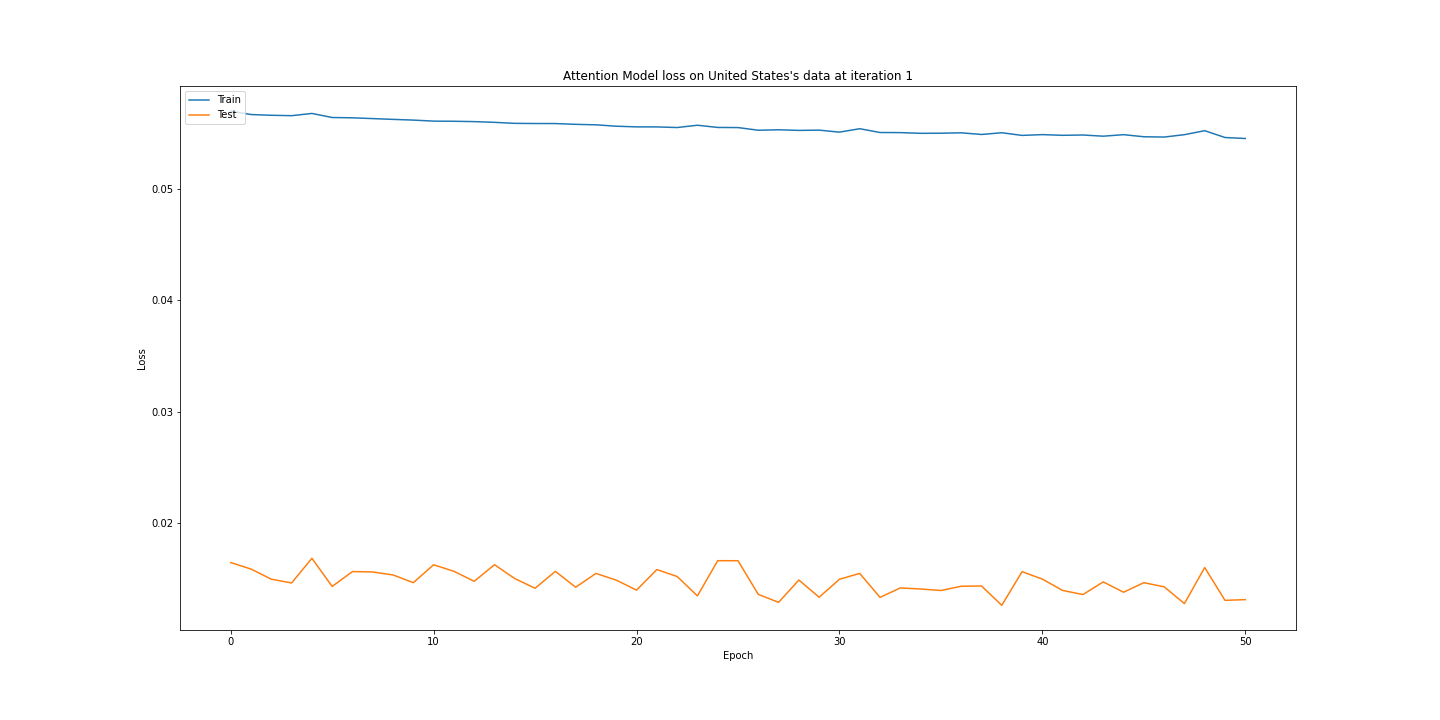 Attention Model loss on United States's data at iteration 1
Train
Test
0.05
0.04
0.03
0.02
Loss
0
10
20
30
40
50
Epoch